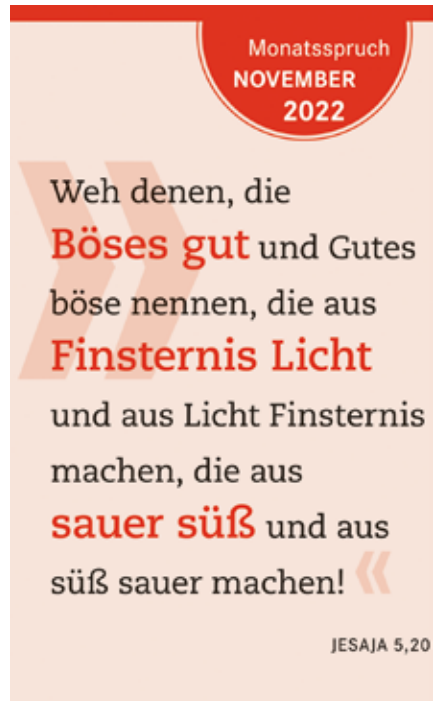 Monatsspruch
NOVEMBER
2022
» Weh denen, die
Böses gut und Gutes
böse nennen, die aus
Finsternis Licht
und aus Licht Finsternis
machen, die aus
sauer süß und aus
süß sauer machen! «
JESAJA 5,20